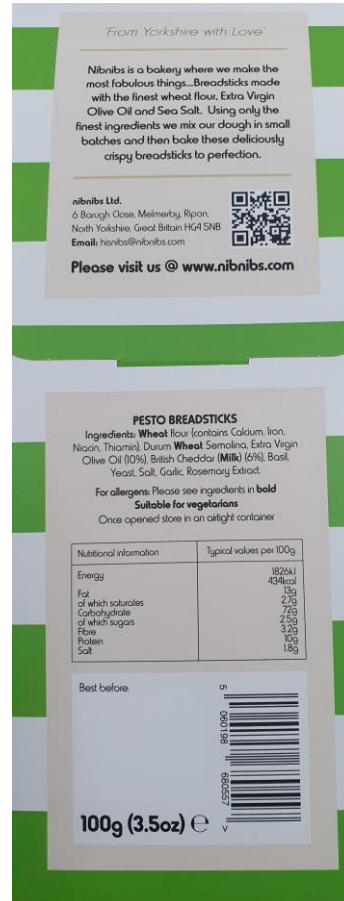 "From Yorkshire with Love"
Nibnibs is a bakery where we make the
most fabulous things...Breadsticks made
with the finest wheat flour, Extra Virgin
Olive Oil and Sea Salt. Using only the
finest ingredients we mix our dough in small
batches and then bake these deliciously
crispy breadsticks to perfection.
nibnibs Ltd.
6 Barugh Close, Melmerby, Ripon,
North Yorkshire, Great Britain HG4 5NB
Email: hisnibs@nibnibs.com
Please visit us @ www.nibnibs.com
PESTO BREADSTICKS
Ingredients: Wheat flour (contains Calcium, Iron,
Niacin, Thiamin), Durum Wheat Semolina, Extra Virgin
Olive Oil (10%), British Cheddar (Milk) (6%), Basil,
Yeast, Salt, Garlic, Rosemary Extract.
For allergens: Please see ingredients in bold
Suitable for vegetarians
Once opened store in an airtight container
Nutritional information Typical values per 100g
Energy 1826kJ
434kcal
Fat 13g
of which saturates 2.7g
Carbohydrate 72g
of which sugars 2.5g
Fibre 3.2g
Protein 10g
Salt 1.8g
Best before:
5 060198 680557 >
100g (3.5oz) ℮